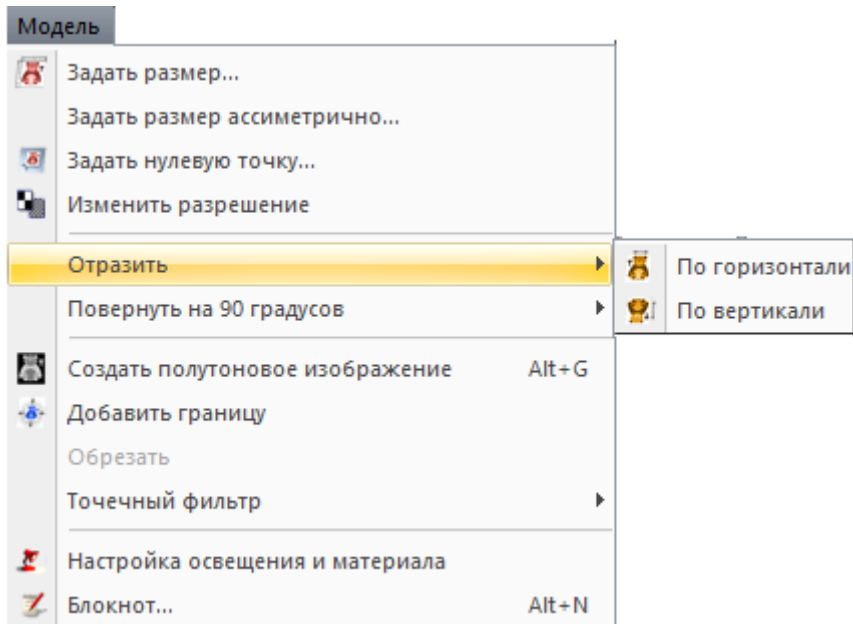 Модель
Задать размер...
Задать размер ассиметрично...
Задать нулевую точку...
Изменить разрешение
Отразить
По горизонтали
Повернуть на 90 градусов
По вертикали
Создать полутоновое изображение Alt+G
Добавить границу
Обрезать
Точечный фильтр
Настройка освещения и материала
Блокнот... Alt+N